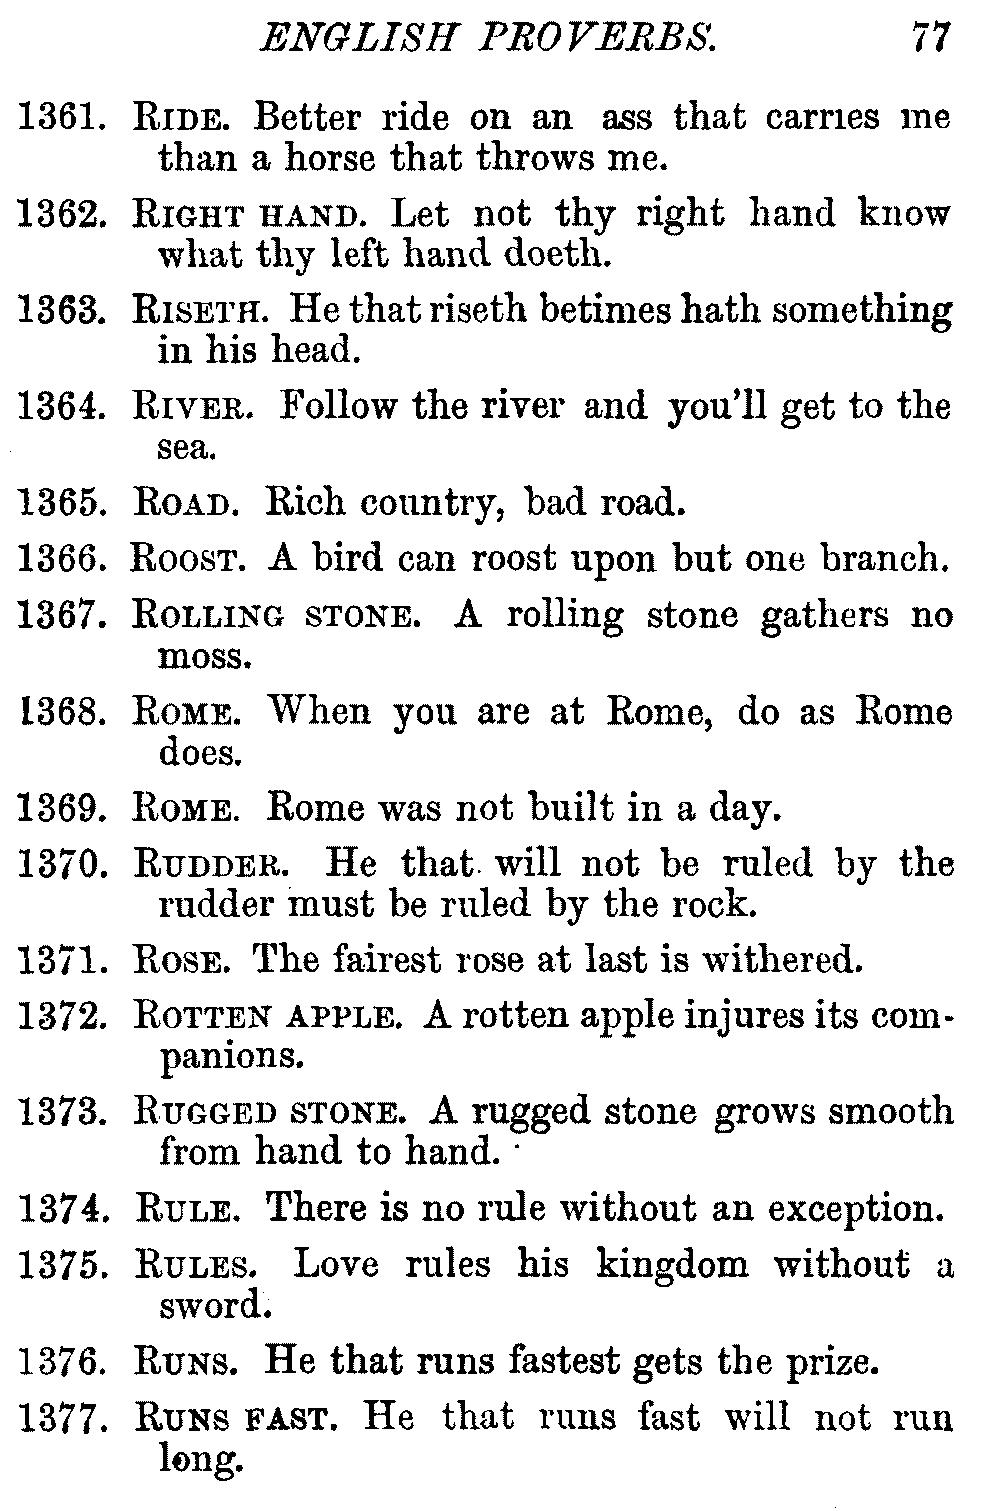 ENGLISH PROVERBS. 77
1361. RIDE. Better ride on an ass that carries me
than a horse that throws me.
1362. RIGHT HAND. Let not thy right hand know
what thy left hand doeth.
1363. RISETH. He that riseth betimes hath something
in his head.
1364. RIVER. Follow the river and you'll get to the
sea.
1365. ROAD. Rich country, bad road.
1366. ROOST. A bird can roost upon but one branch.
1367. ROLLING STONE. A rolling stone gathers no
moss.
1368. ROME. When you are at Rome, do as Rome
does.
1369. ROME. Rome was not built in a day.
1370. RUDDER. He that will not be ruled by the
rudder must be ruled by the rock.
1371. ROSE. The fairest rose at last is withered.
1372. ROTTEN APPLE. A rotten apple injures its com-
panions.
1373. RUGGED STONE. A rugged stone grows smooth
from hand to hand.
1374. RULE. There is no rule without an exception.
1375. RULES. Love rules his kingdom without a
sword.
1376. RUNS. He that runs fastest gets the prize.
1377. RUNS FAST. He that runs fast will not run
long.